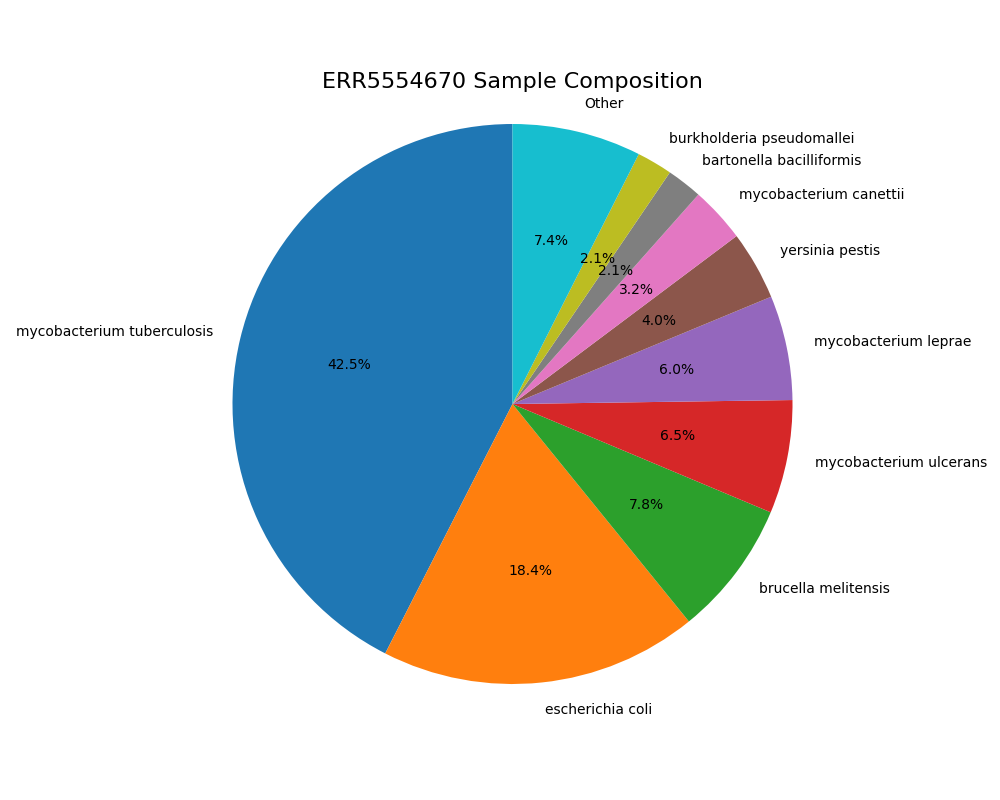 ERR5554670 Sample Composition
Other
burkholderia pseudomallei
bartonella bacilliformis
mycobacterium canettii
yersinia pestis
mycobacterium leprae
mycobacterium ulcerans
brucella melitensis
escherichia coli
mycobacterium tuberculosis
7.4%
2.1%
2.1%
3.2%
4.0%
6.0%
6.5%
7.8%
18.4%
42.5%